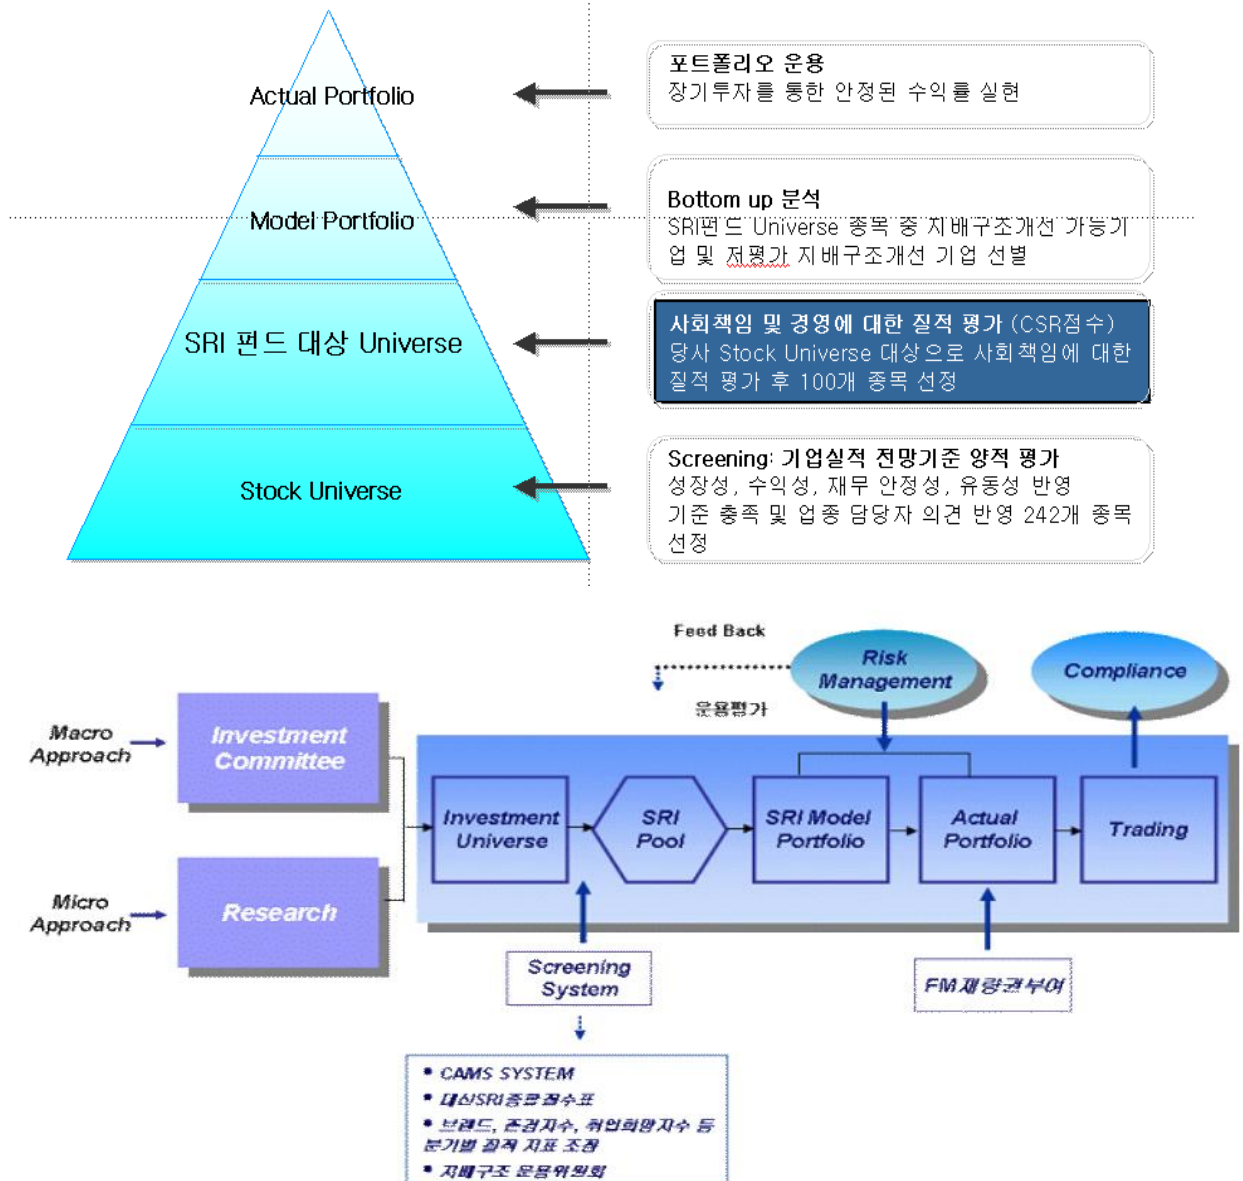 Actual Portfolio
포트폴리오 운용
장기투자를 통한 안정된 수익률 실현
Model Portfolio
Bottom up 분석
SRI펀드 Universe 종목 중 지배구조개선 가능기
업 및 저평가 지배구조개선 기업 선별
SRI 펀드 대상 Universe
사회책임 및 경영에 대한 질적 평가 (CSR점수)
당사 Stock Universe 대상으로 사회책임에 대한
질적 평가 후 100개 종목 선정
Stock Universe
Screening: 기업실적 전망기준 양적 평가
성장성, 수익성, 재무 안정성, 유동성 반영
기준 충족 및 업종 담당자 의견 반영 242개 종목
선정
Feed Back
운용평가
Risk
Management
Compliance
Macro
Approach
Investment
Committee
Micro
Approach
Research
Investment
Universe
SRI
Pool
SRI Model
Portfolio
Actual
Portfolio
Trading
Screening
System
FM재량권부여
• CAMS SYSTEM
• 대신SRI종목점수표
• 브랜드, 존경지수, 취업희망지수 등
분기별 질적 지표 조정
• 지배구조 운용위원회